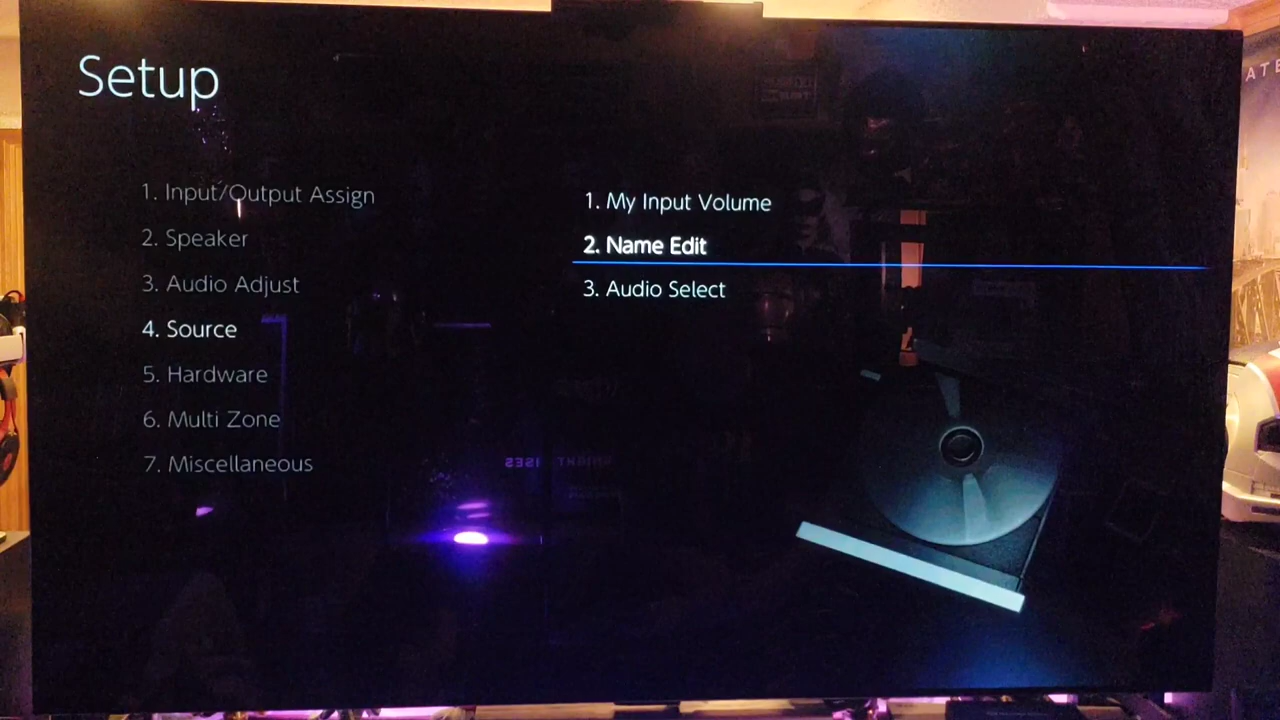 Setup
1. Input/Output Assign
2. Speaker
3. Audio Adjust
4. Source
5. Hardware
6. Multi Zone
7. Miscellaneous
1. My Input Volume
2. Name Edit
3. Audio Select
ATE